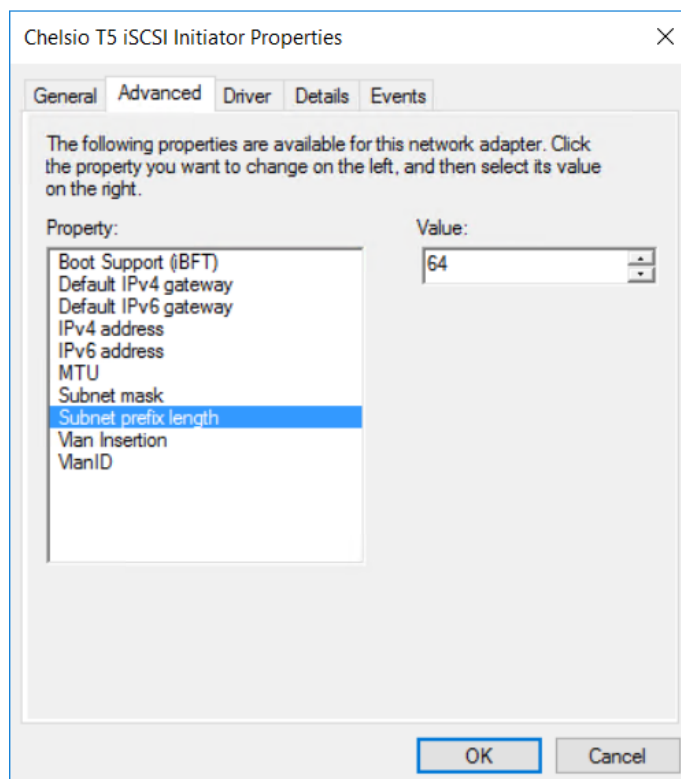 Chelsio T5 iSCSI Initiator Properties
General Advanced Driver Details Events
The following properties are available for this network adapter. Click
the property you want to change on the left, and then select its value
on the right.
Property: Value:
Boot Support (iBFT) 64
Default IPv4 gateway
Default IPv6 gateway
IPv4 address
IPv6 address
MTU
Subnet mask
Subnet prefix length
Vlan Insertion
VlanID
OK Cancel